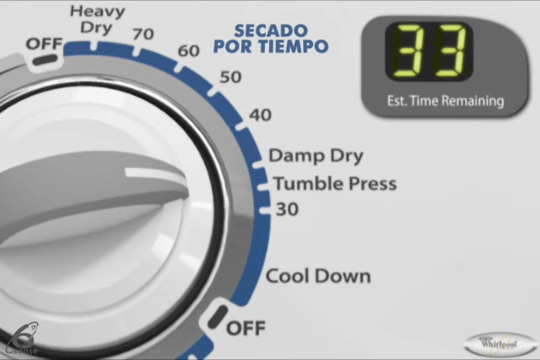 Heavy
Dry
OFF
70
60
50
40
SECADO
POR TIEMPO
33
Est. Time Remaining
Damp Dry
Tumble Press
30
Cool Down
OFF
6
Whirlpool